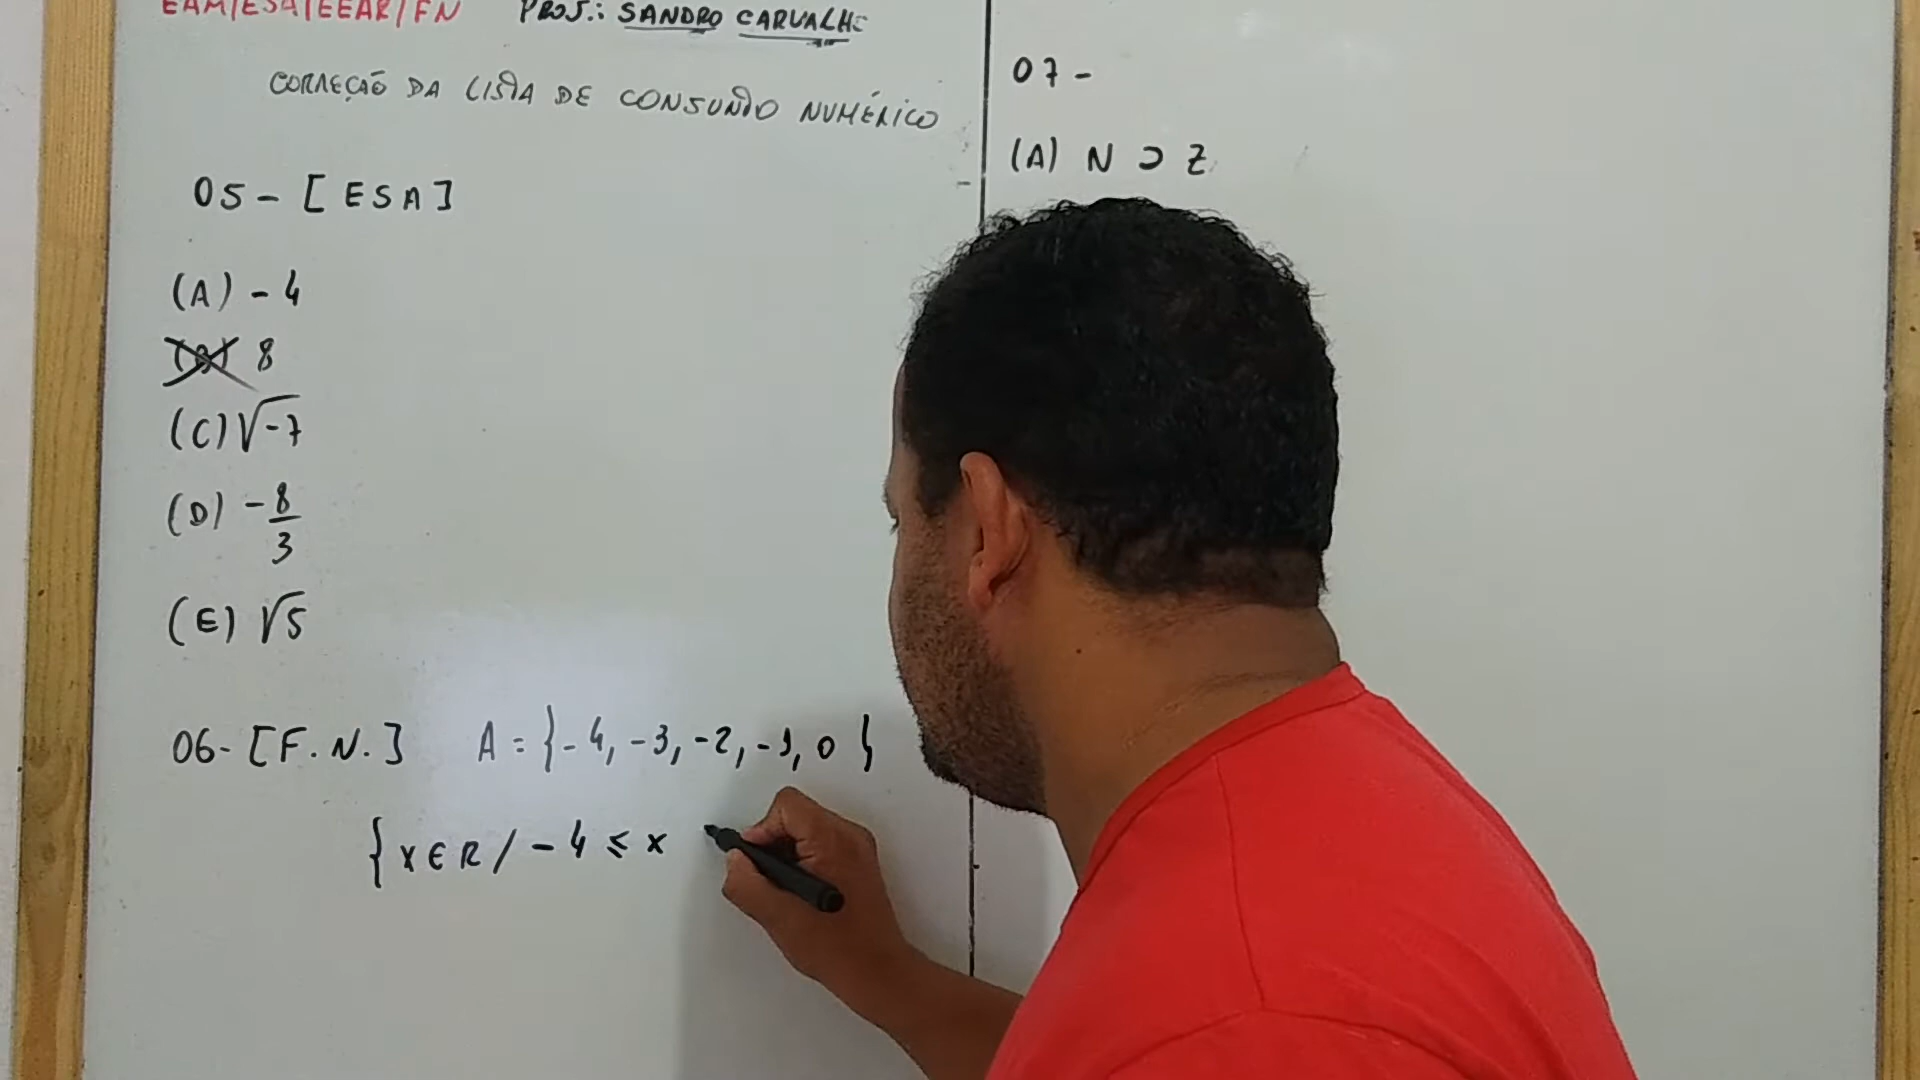 EAM/ESA/EEAR/FN PROF.: SANDRO CARVALHO
CORREÇÃO DA LISTA DE CONJUNTO NUMÉRICO
05- [ESA]
(A) -4
(B) 8
(C) √-7
(D) -8/3
(E) √5
06- [F.N.] A = {-4, -3, -2, -1, 0}
{x∈R / -4 ≤ x
07-
(A) N ⊃ Z